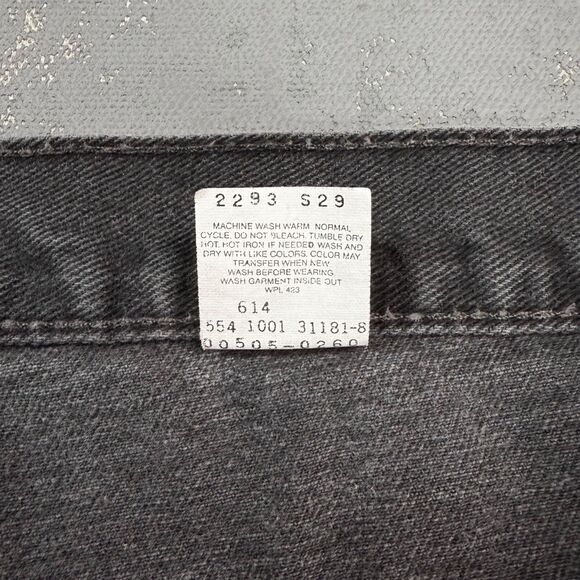 2293 S29
MACHINE WASH WARM NORMAL
CYCLE. DO NOT BLEACH. TUMBLE DRY
HOT. HOT IRON IF NEEDED WASH AND
DRY WITH LIKE COLORS. COLOR MAY
TRANSFER WHEN NEW.
WASH BEFORE WEARING.
WASH GARMENT INSIDE OUT
WPL 423
614
554 1001 31181-8
00505-0260